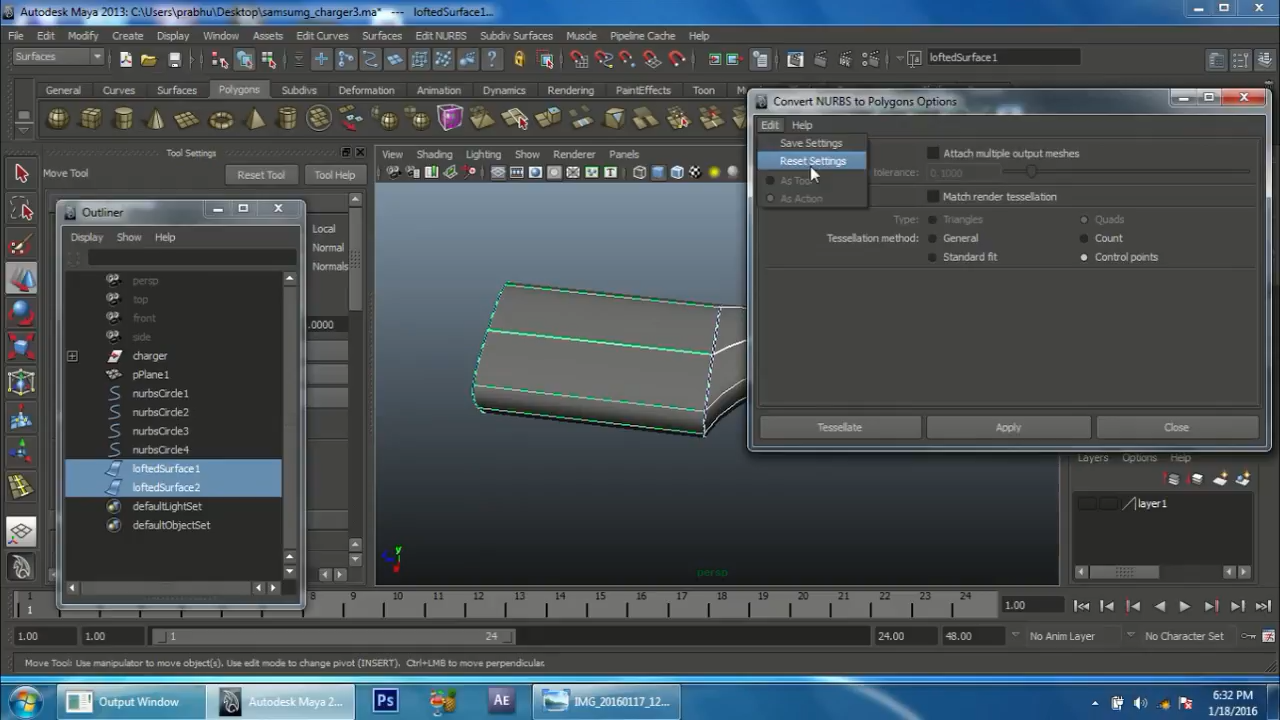 Autodesk Maya 2013: C:\Users\prabhu\Desktop\samsumg_charger3.ma* --- loftedSurface1...
File Edit Modify Create Display Window Assets Edit Curves Surfaces Edit NURBS Subdiv Surfaces Muscle Pipeline Cache Help
Surfaces
loftedSurface1
General Curves Surfaces Polygons Subdivs Deformation Animation Dynamics Rendering PaintEffects Toon
Tool Settings
Move Tool Reset Tool Tool Help
Local
Normal
Normals
.0000
Outliner
Display Show Help
persp
top
front
side
charger
pPlane1
nurbsCircle1
nurbsCircle2
nurbsCircle3
nurbsCircle4
loftedSurface1
loftedSurface2
defaultLightSet
defaultObjectSet
View Shading Lighting Show Renderer Panels
y
persp
Convert NURBS to Polygons Options
Edit Help
Save Settings
Reset Settings
As Tool
As Action
Attach multiple output meshes
tolerance: 0.1000
Match render tessellation
Type: Triangles Quads
Tessellation method: General Count
Standard fit Control points
Tessellate Apply Close
Layers Options Help
layer1
1 8 9 10 11 12 13 14 15 16 17 18 19 20 21 22 23 24
1 1.00
1.00 1.00 1 24 24.00 48.00 No Anim Layer No Character Set
Move Tool: Use manipulator to move object(s). Use edit mode to change pivot (INSERT). Ctrl+LMB to move perpendicular.
Output Window Autodesk Maya 2... Ps AE IMG_20160117_12...
6:32 PM
1/18/2016